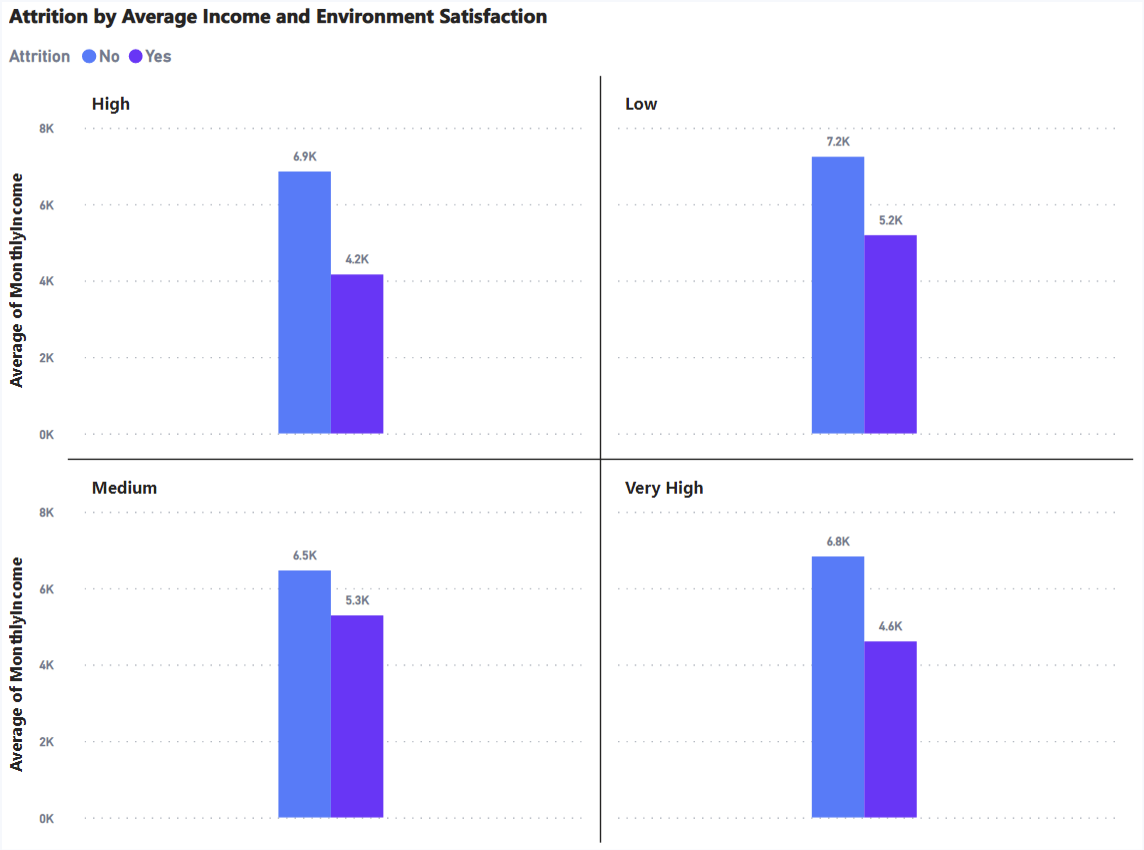 Attrition by Average Income and Environment Satisfaction
Attrition No Yes
High
Average of MonthlyIncome
8K
6K
4K
2K
0K
6.9K
4.2K
Low
7.2K
5.2K
Medium
Average of MonthlyIncome
8K
6K
4K
2K
0K
6.5K
5.3K
Very High
6.8K
4.6K